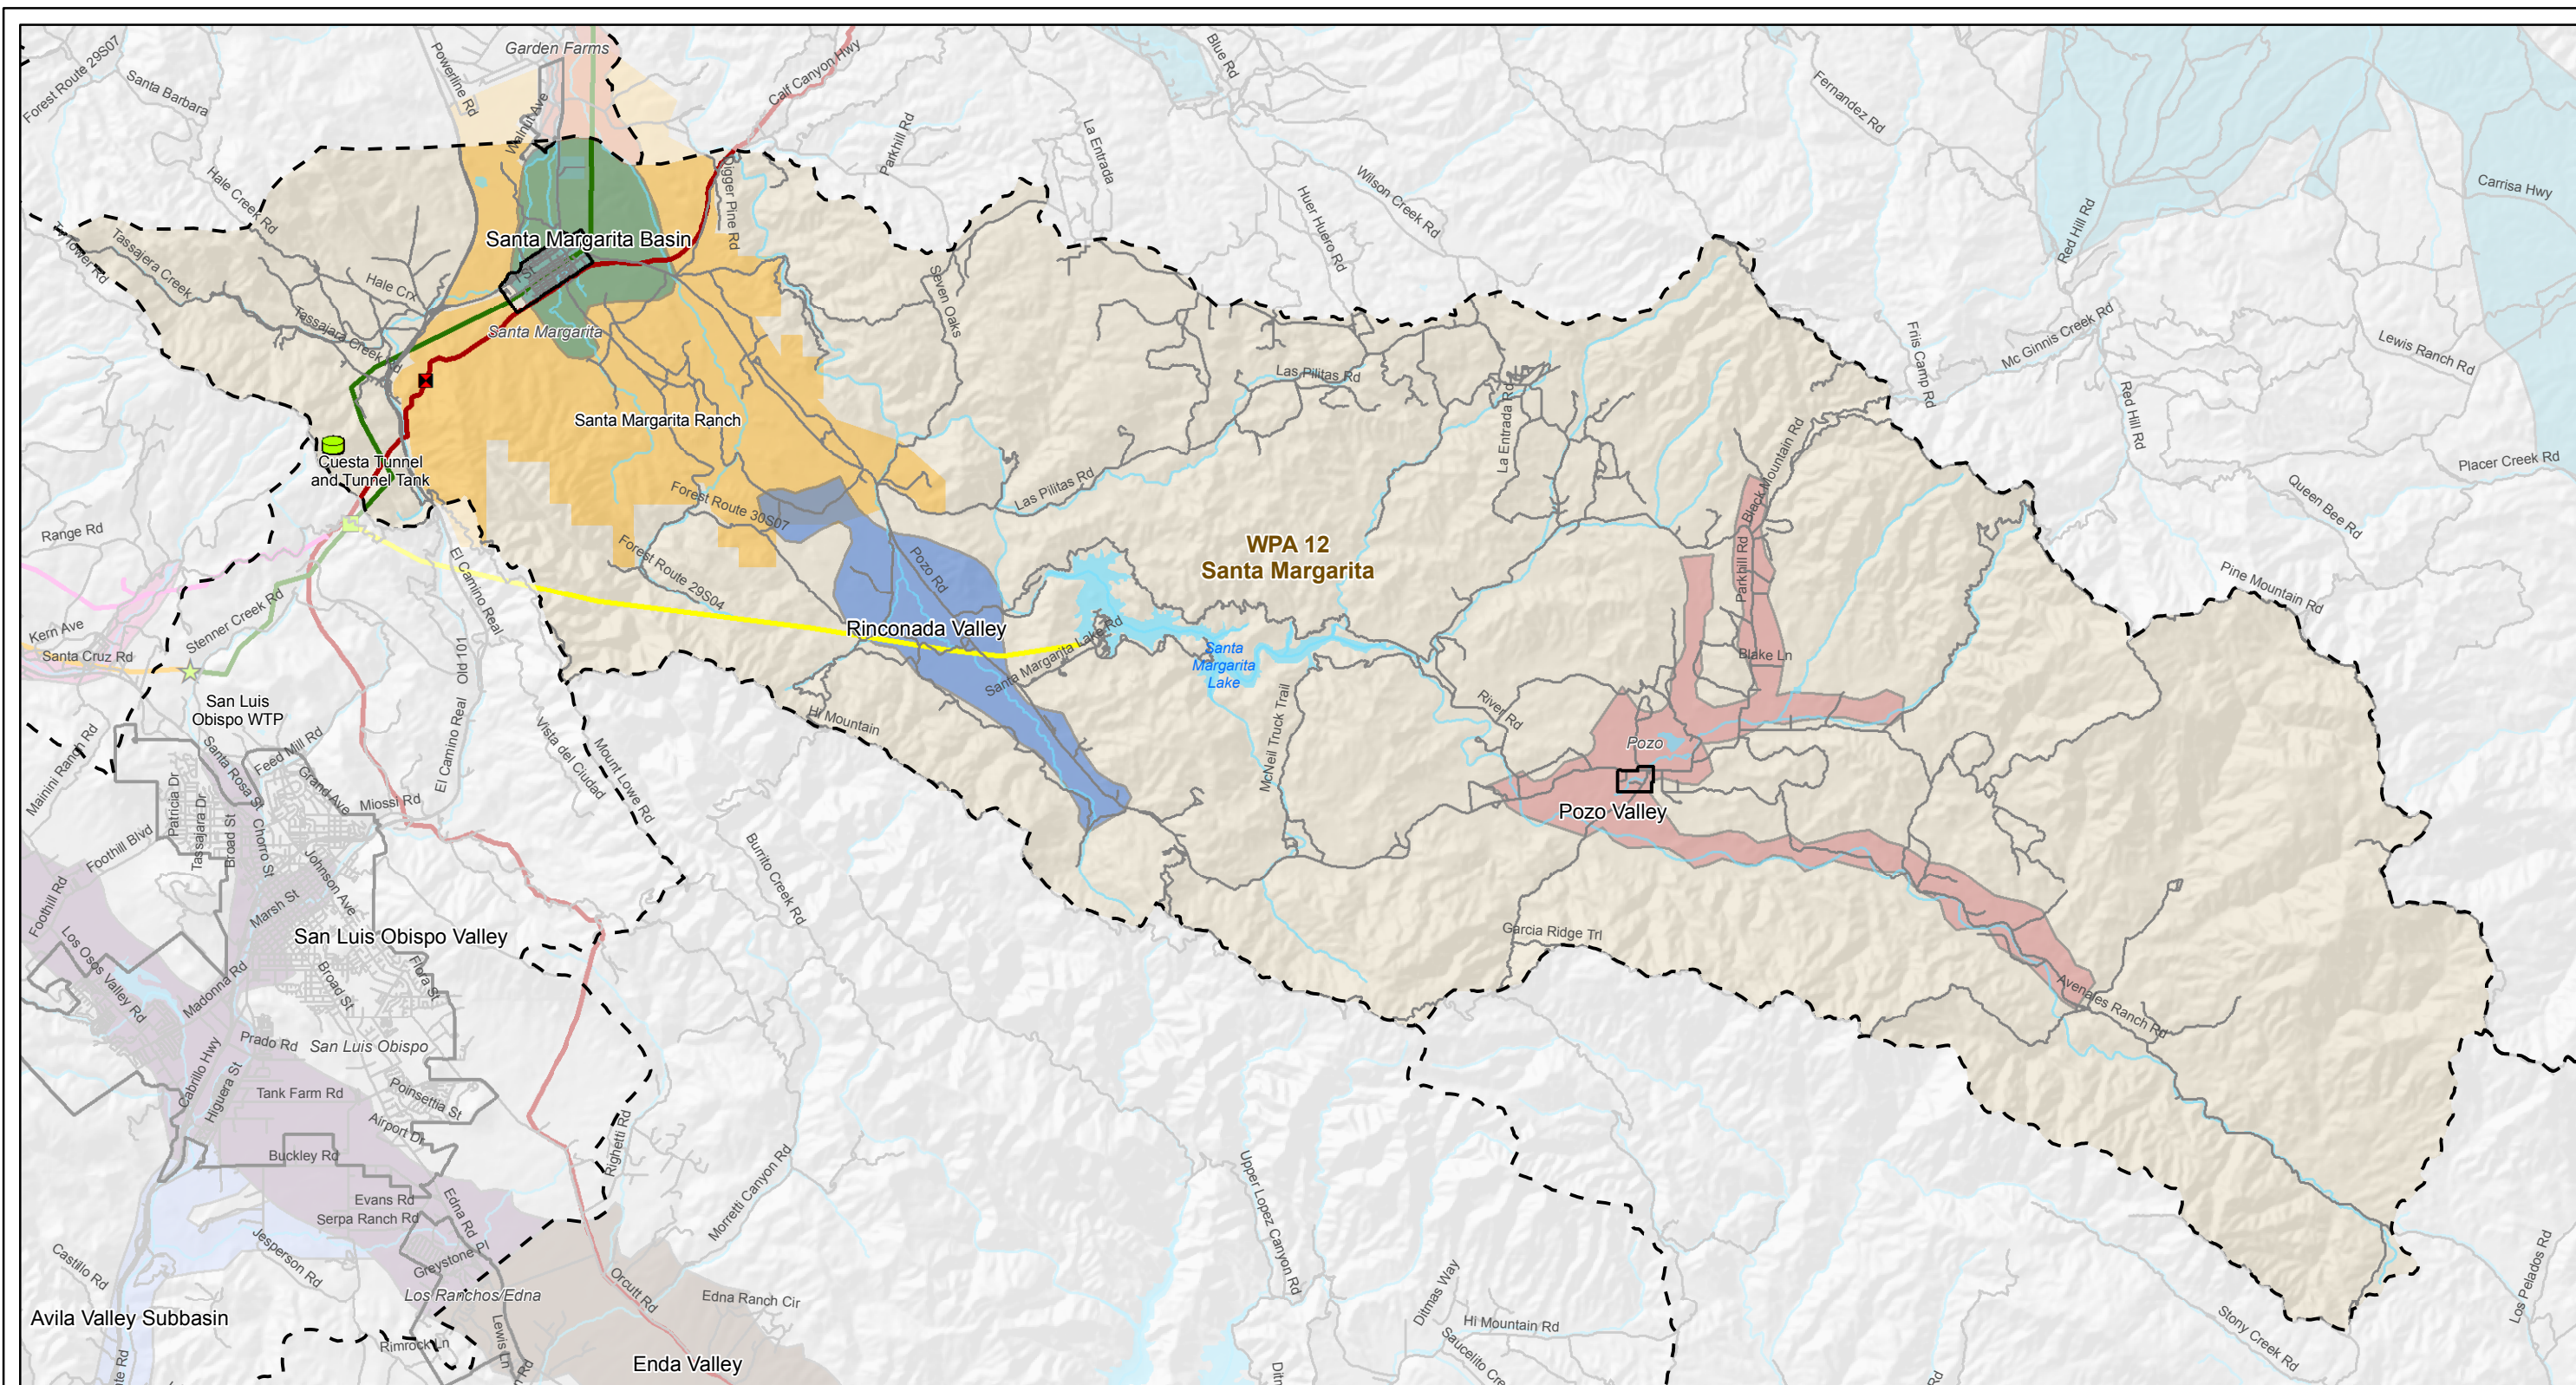 Garden Farms
Forest Route 29S07
Santa Barbara
Powerline Rd
Walnut Ave
Calf Canyon Hwy
Parkhill Rd
La Entrada
Blue Rd
Fernandez Rd
Carrisa Hwy
Wilson Creek Rd
Huer Huero Rd
Red Hill Rd
Hale Creek Rd
Tassajera Creek
Hale Crx
Digger Pine Rd
Santa Margarita Basin
I St
Santa Margarita
Tassajara Creek Rd
Seven Oaks
Friis Camp Rd
Mc Ginnis Creek Rd
Lewis Ranch Rd
Red Hill Rd
Las Pilitas Rd
La Entrada Rd
Santa Margarita Ranch
Cuesta Tunnel
and Tunnel Tank
Las Pilitas Rd
Black Mountain Rd
Placer Creek Rd
Queen Bee Rd
Forest Route 30S07
Range Rd
WPA 12
Santa Margarita
Forest Route 29S04
Pozo Rd
Parkhill Rd
Pine Mountain Rd
El Camino Real
Stenner Creek Rd
Kern Ave
Santa Cruz Rd
Rinconada Valley
Santa Margarita Lake Rd
Santa
Margarita
Lake
Blake Ln
Old 101
San Luis
Obispo WTP
Hi Mountain
McNeil Truck Trail
River Rd
Pozo
Pozo Valley
Mainini Ranch Rd
Santa Rosa St
Feed Mill Rd
Grand Ave
El Camino Real
Vista del Ciudad
Mount Lowe Rd
Miossi Rd
Patricia Dr
Tassajara Dr
Broad St
Chorro St
Foothill Blvd
Johnson Ave
Marsh St
Burrito Creek Rd
Foothill Rd
Los Osos Valley Rd
San Luis Obispo Valley
Garcia Ridge Trl
Madonna Rd
Broad St
Flora St
Avenales Ranch Rd
Prado Rd
San Luis Obispo
Cabrillo Hwy
Higuera St
Tank Farm Rd
Poinsettia St
Airport Dr
Buckley Rd
Righetti Rd
Morretti Canyon Rd
Upper Lopez Canyon Rd
Evans Rd
Serpa Ranch Rd
Edna Rd
Jesperson Rd
Greystone Pl
Castillo Rd
Los Ranchos/Edna
Orcutt Rd
Edna Ranch Cir
Ditmas Way
Hi Mountain Rd
Saucelito Cre
Los Pelados Rd
Stony Creek Rd
Avila Valley Subbasin
Rimrock Ln
Lewis Ln
Enda Valley